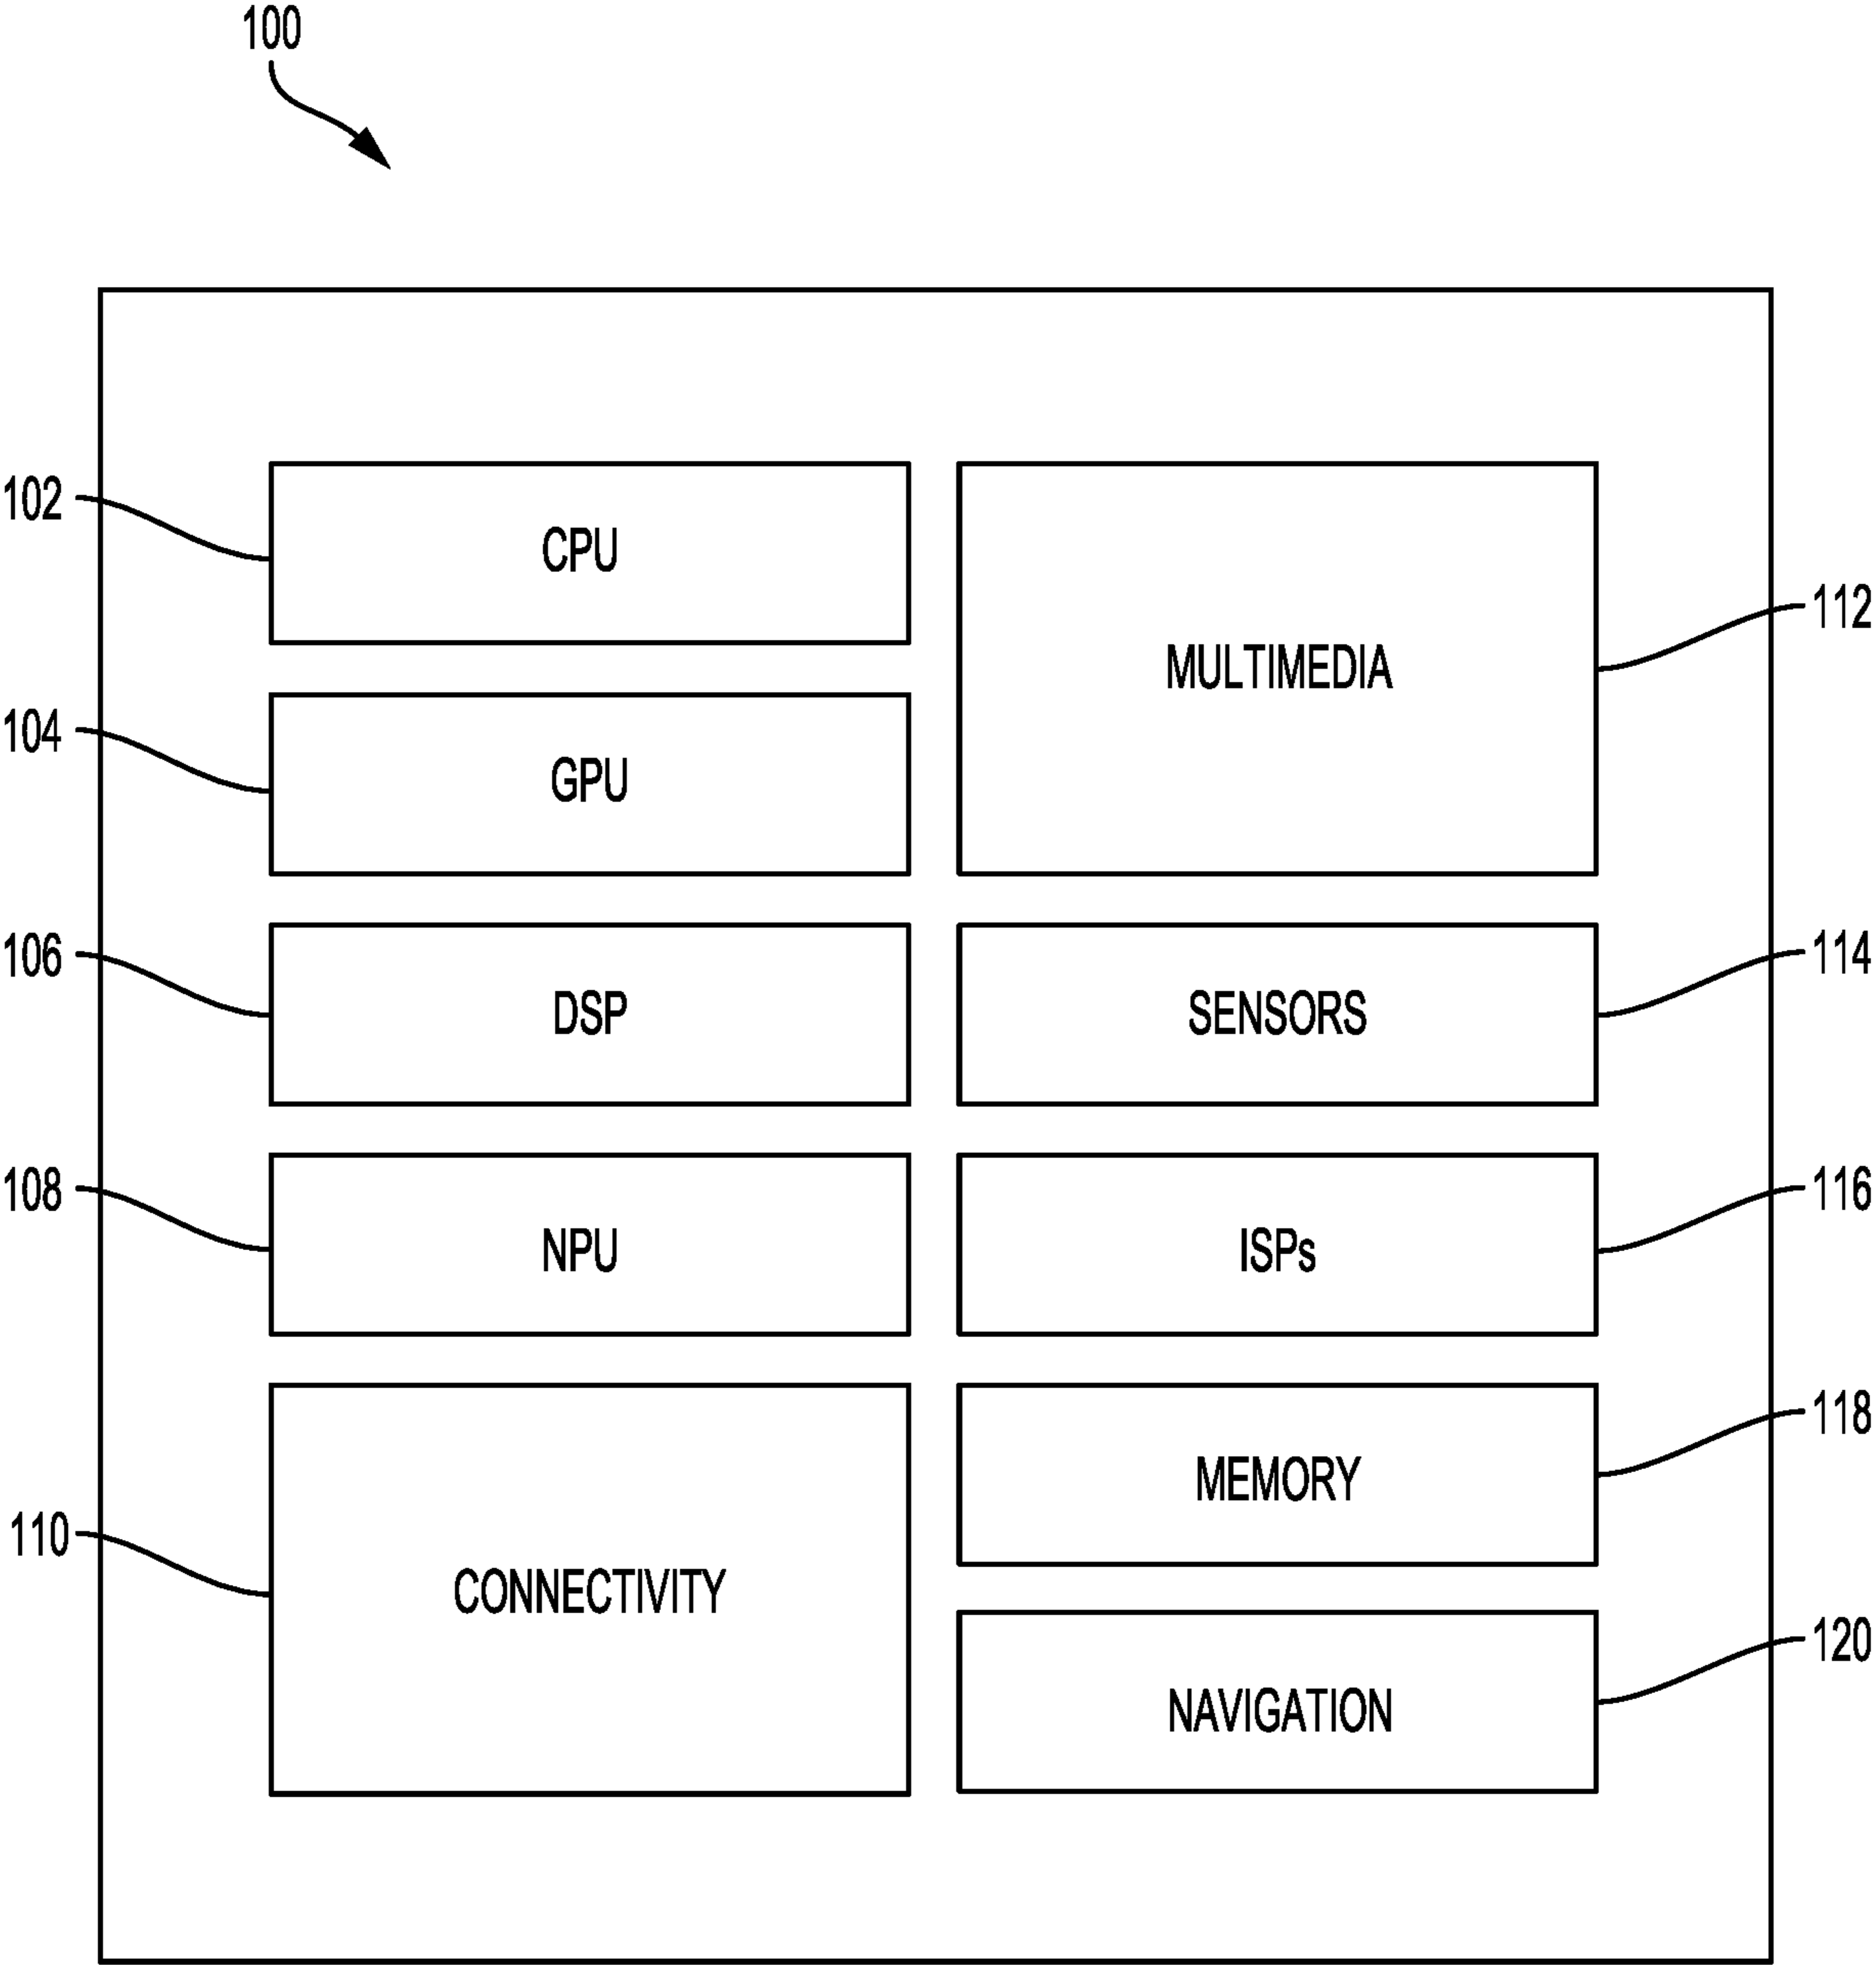 100
102
CPU
MULTIMEDIA
112
104
GPU
106
DSP
SENSORS
114
108
NPU
ISPs
116
110
CONNECTIVITY
MEMORY
118
NAVIGATION
120